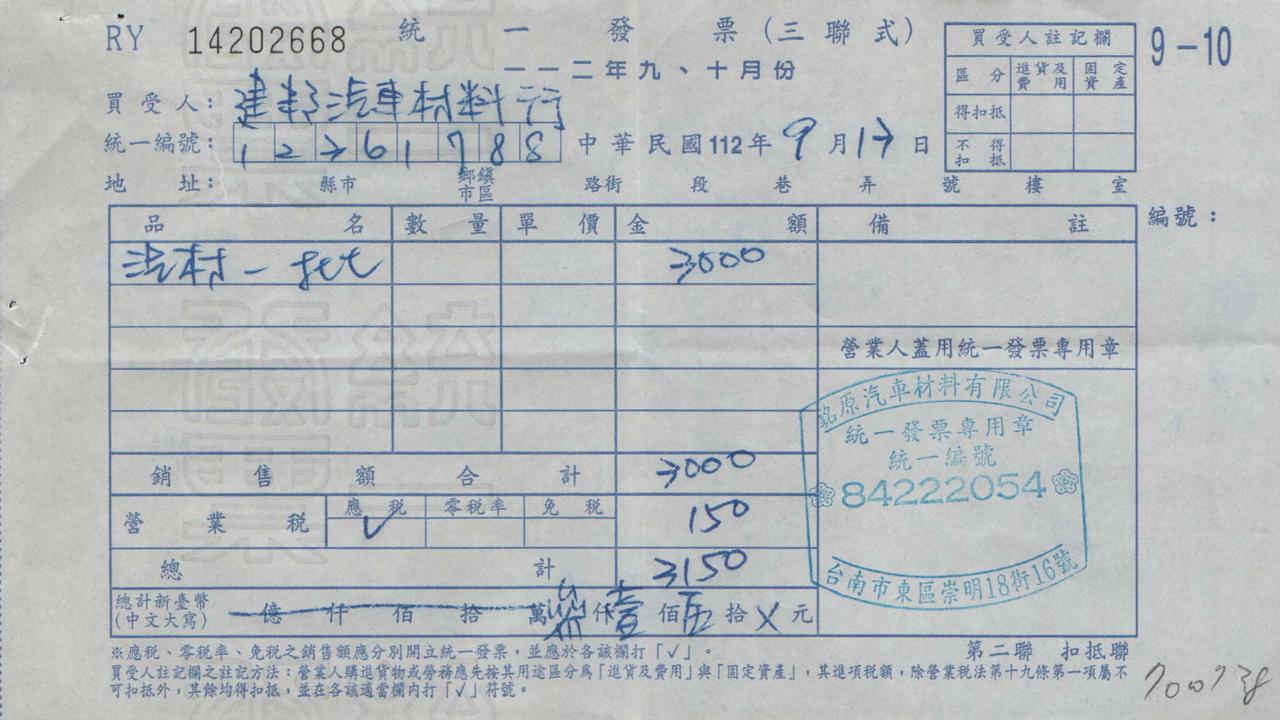 RY 14202668 統一發票(三聯式)
一一二年九、十月份
9-10
買受人註記欄
區分 進貨及費用 固定資產
得扣抵
不得扣抵
買受人: 建邦汽車材料行
統一編號: 12361788 中華民國112年9月17日
地址: 縣市 鄉鎮市區 路街 段 巷 弄 號 樓 室
編號:
品名 數量 單價 金額 備註
汽材一 set 3000
營業人蓋用統一發票專用章
銘原汽車材料有限公司
統一發票專用章
統一編號
84222054
台南市東區崇明18街16號
銷售額合計 3000
營業稅 應稅 零稅率 免稅 150
✓
總計 3150
總計新臺幣(中文大寫) 億 仟 佰 拾 萬 參 仟 壹 佰 伍 拾 X 元
※應稅、零稅率、免稅之銷售額應分別開立統一發票,並應於各該欄打「✓」。
買受人註記欄之註記方法:營業人購進貨物或勞務應先按其用途區分為「進貨及費用」與「固定資產」,其進項稅額,除營業稅法第十九條第一項屬不
可扣抵外,其餘均得扣抵,並在各該適當欄內打「✓」符號。
第二聯 扣抵聯